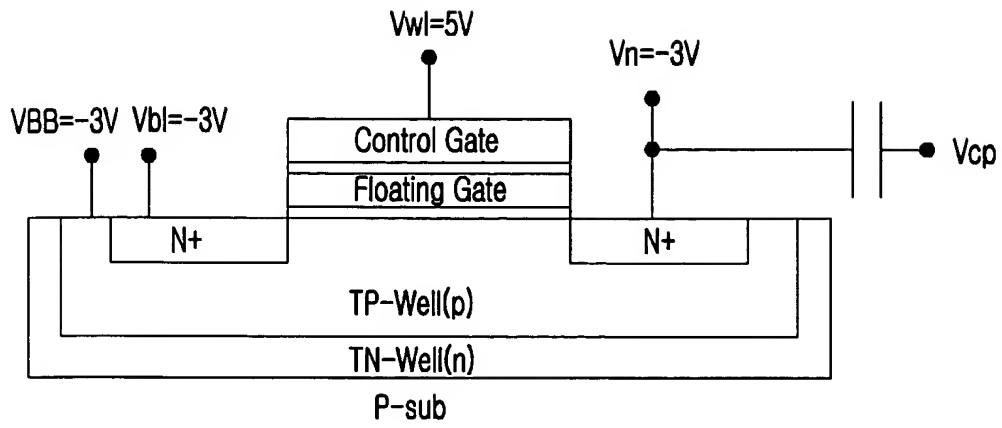 Vwl=5V
Vn=-3V
VBB=-3V Vbl=-3V
Control Gate
Vcp
Floating Gate
N+ N+
TP-Well(p)
TN-Well(n)
P-sub